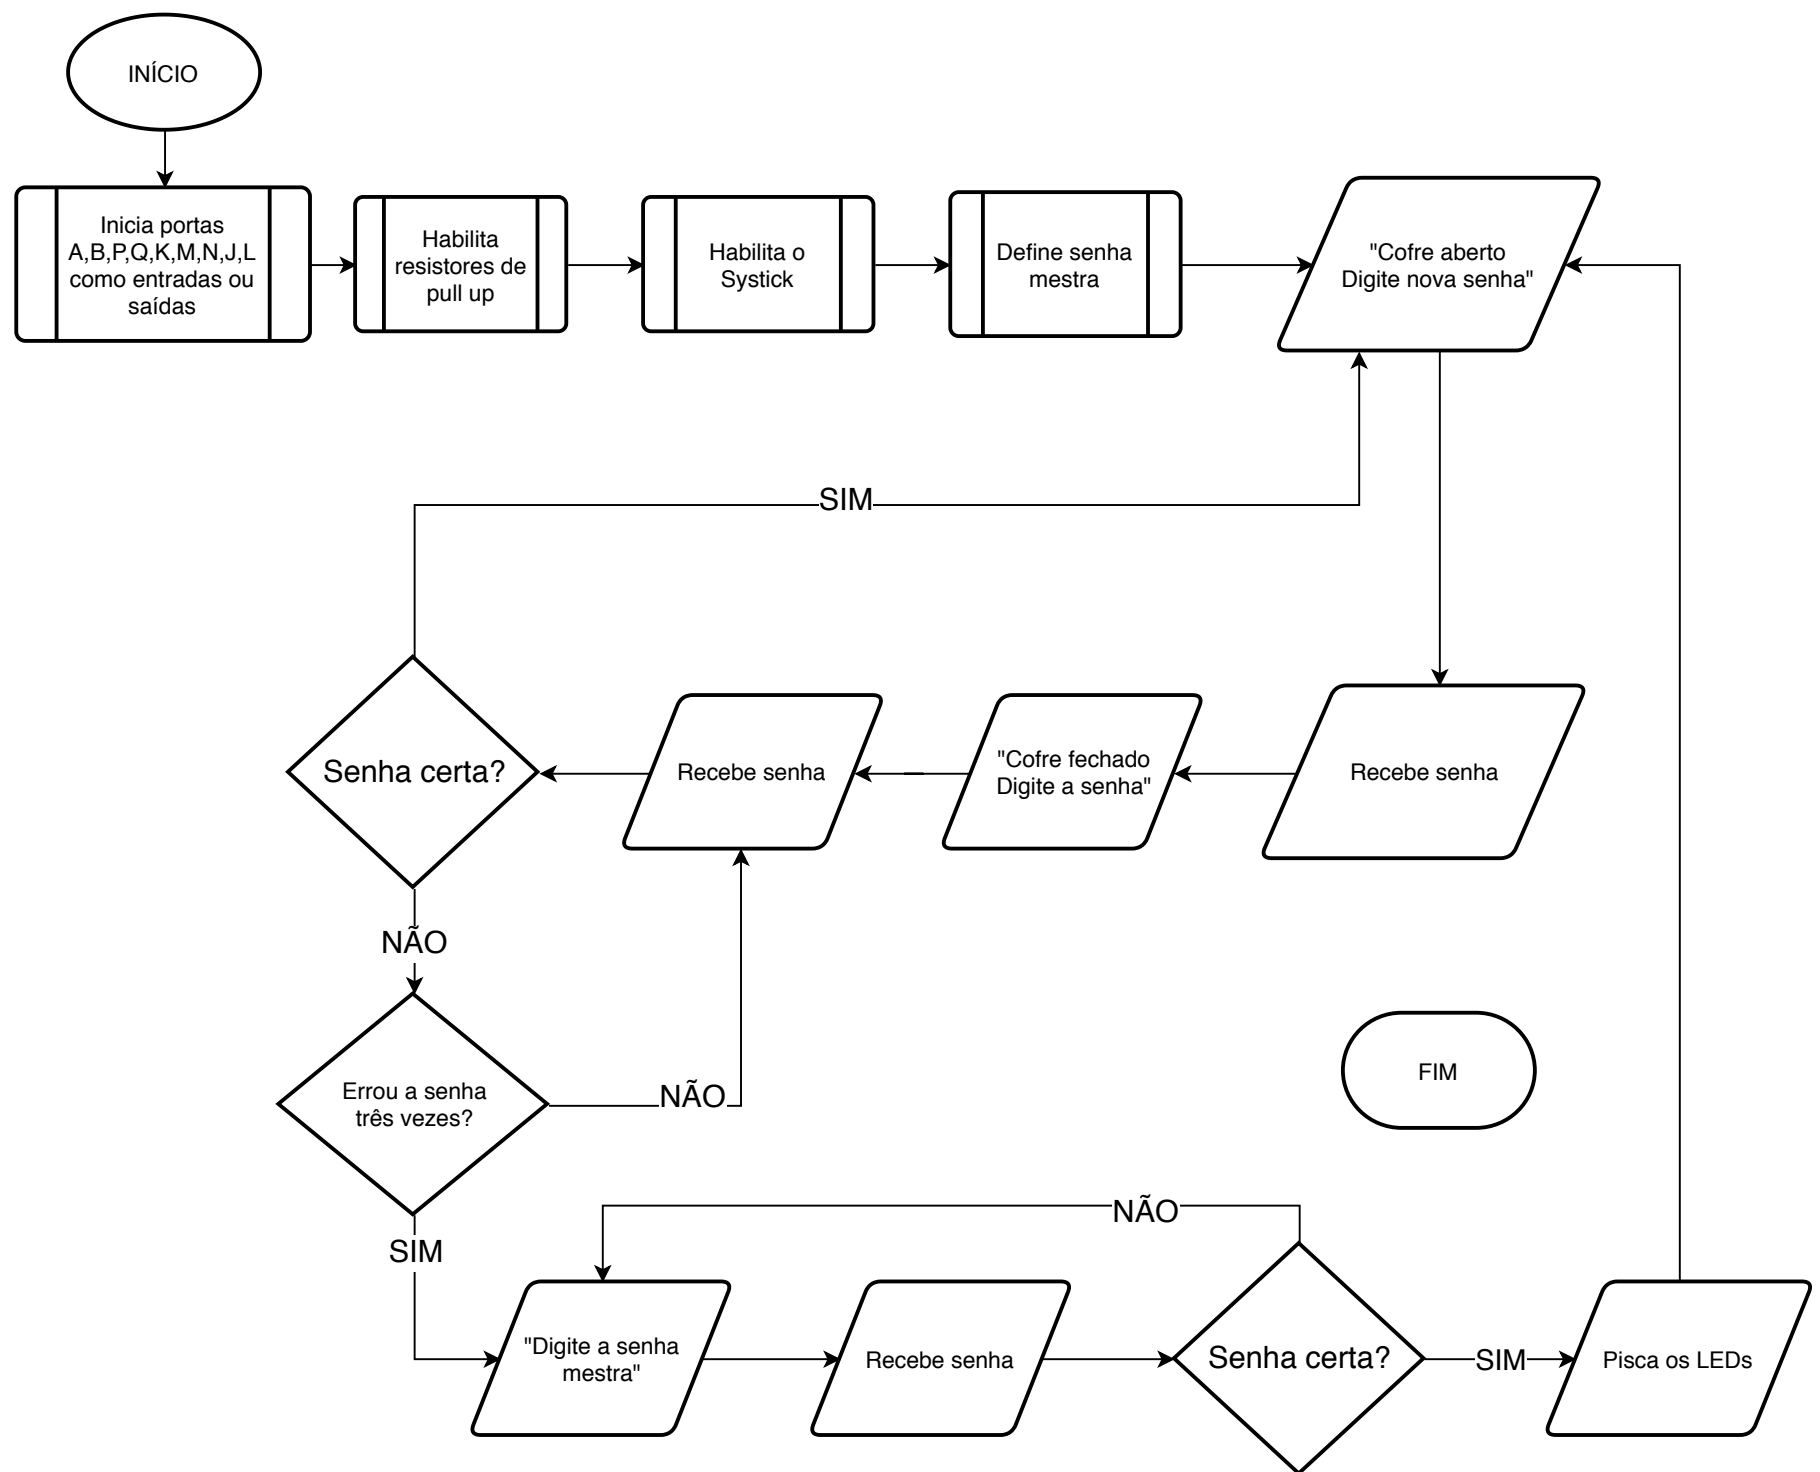 INÍCIO
Inicia portas
A,B,P,Q,K,M,N,J,L
como entradas ou
saídas
Habilita
resistores de
pull up
Habilita o
Systick
Define senha
mestra
"Cofre aberto
Digite nova senha"
SIM
Senha certa?
Recebe senha
"Cofre fechado
Digite a senha"
Recebe senha
NÃO
Errou a senha
três vezes?
NÃO
FIM
SIM
NÃO
"Digite a senha
mestra"
Recebe senha
Senha certa?
SIM
Pisca os LEDs